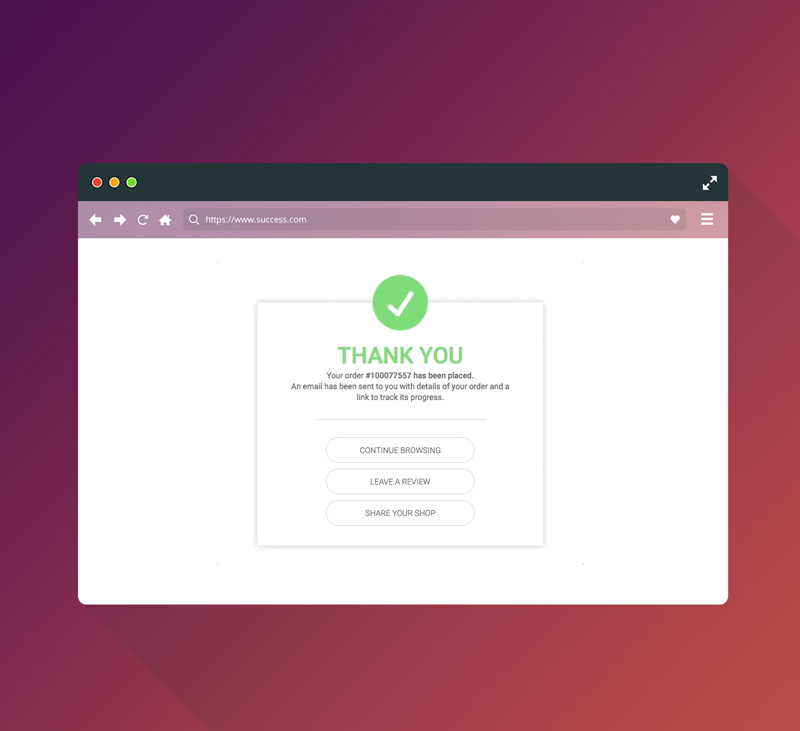 https://www.success.com
THANK YOU
Your order #100077557 has been placed.
An email has been sent to you with details of your order and a
link to track its progress.
CONTINUE BROWSING
LEAVE A REVIEW
SHARE YOUR SHOP